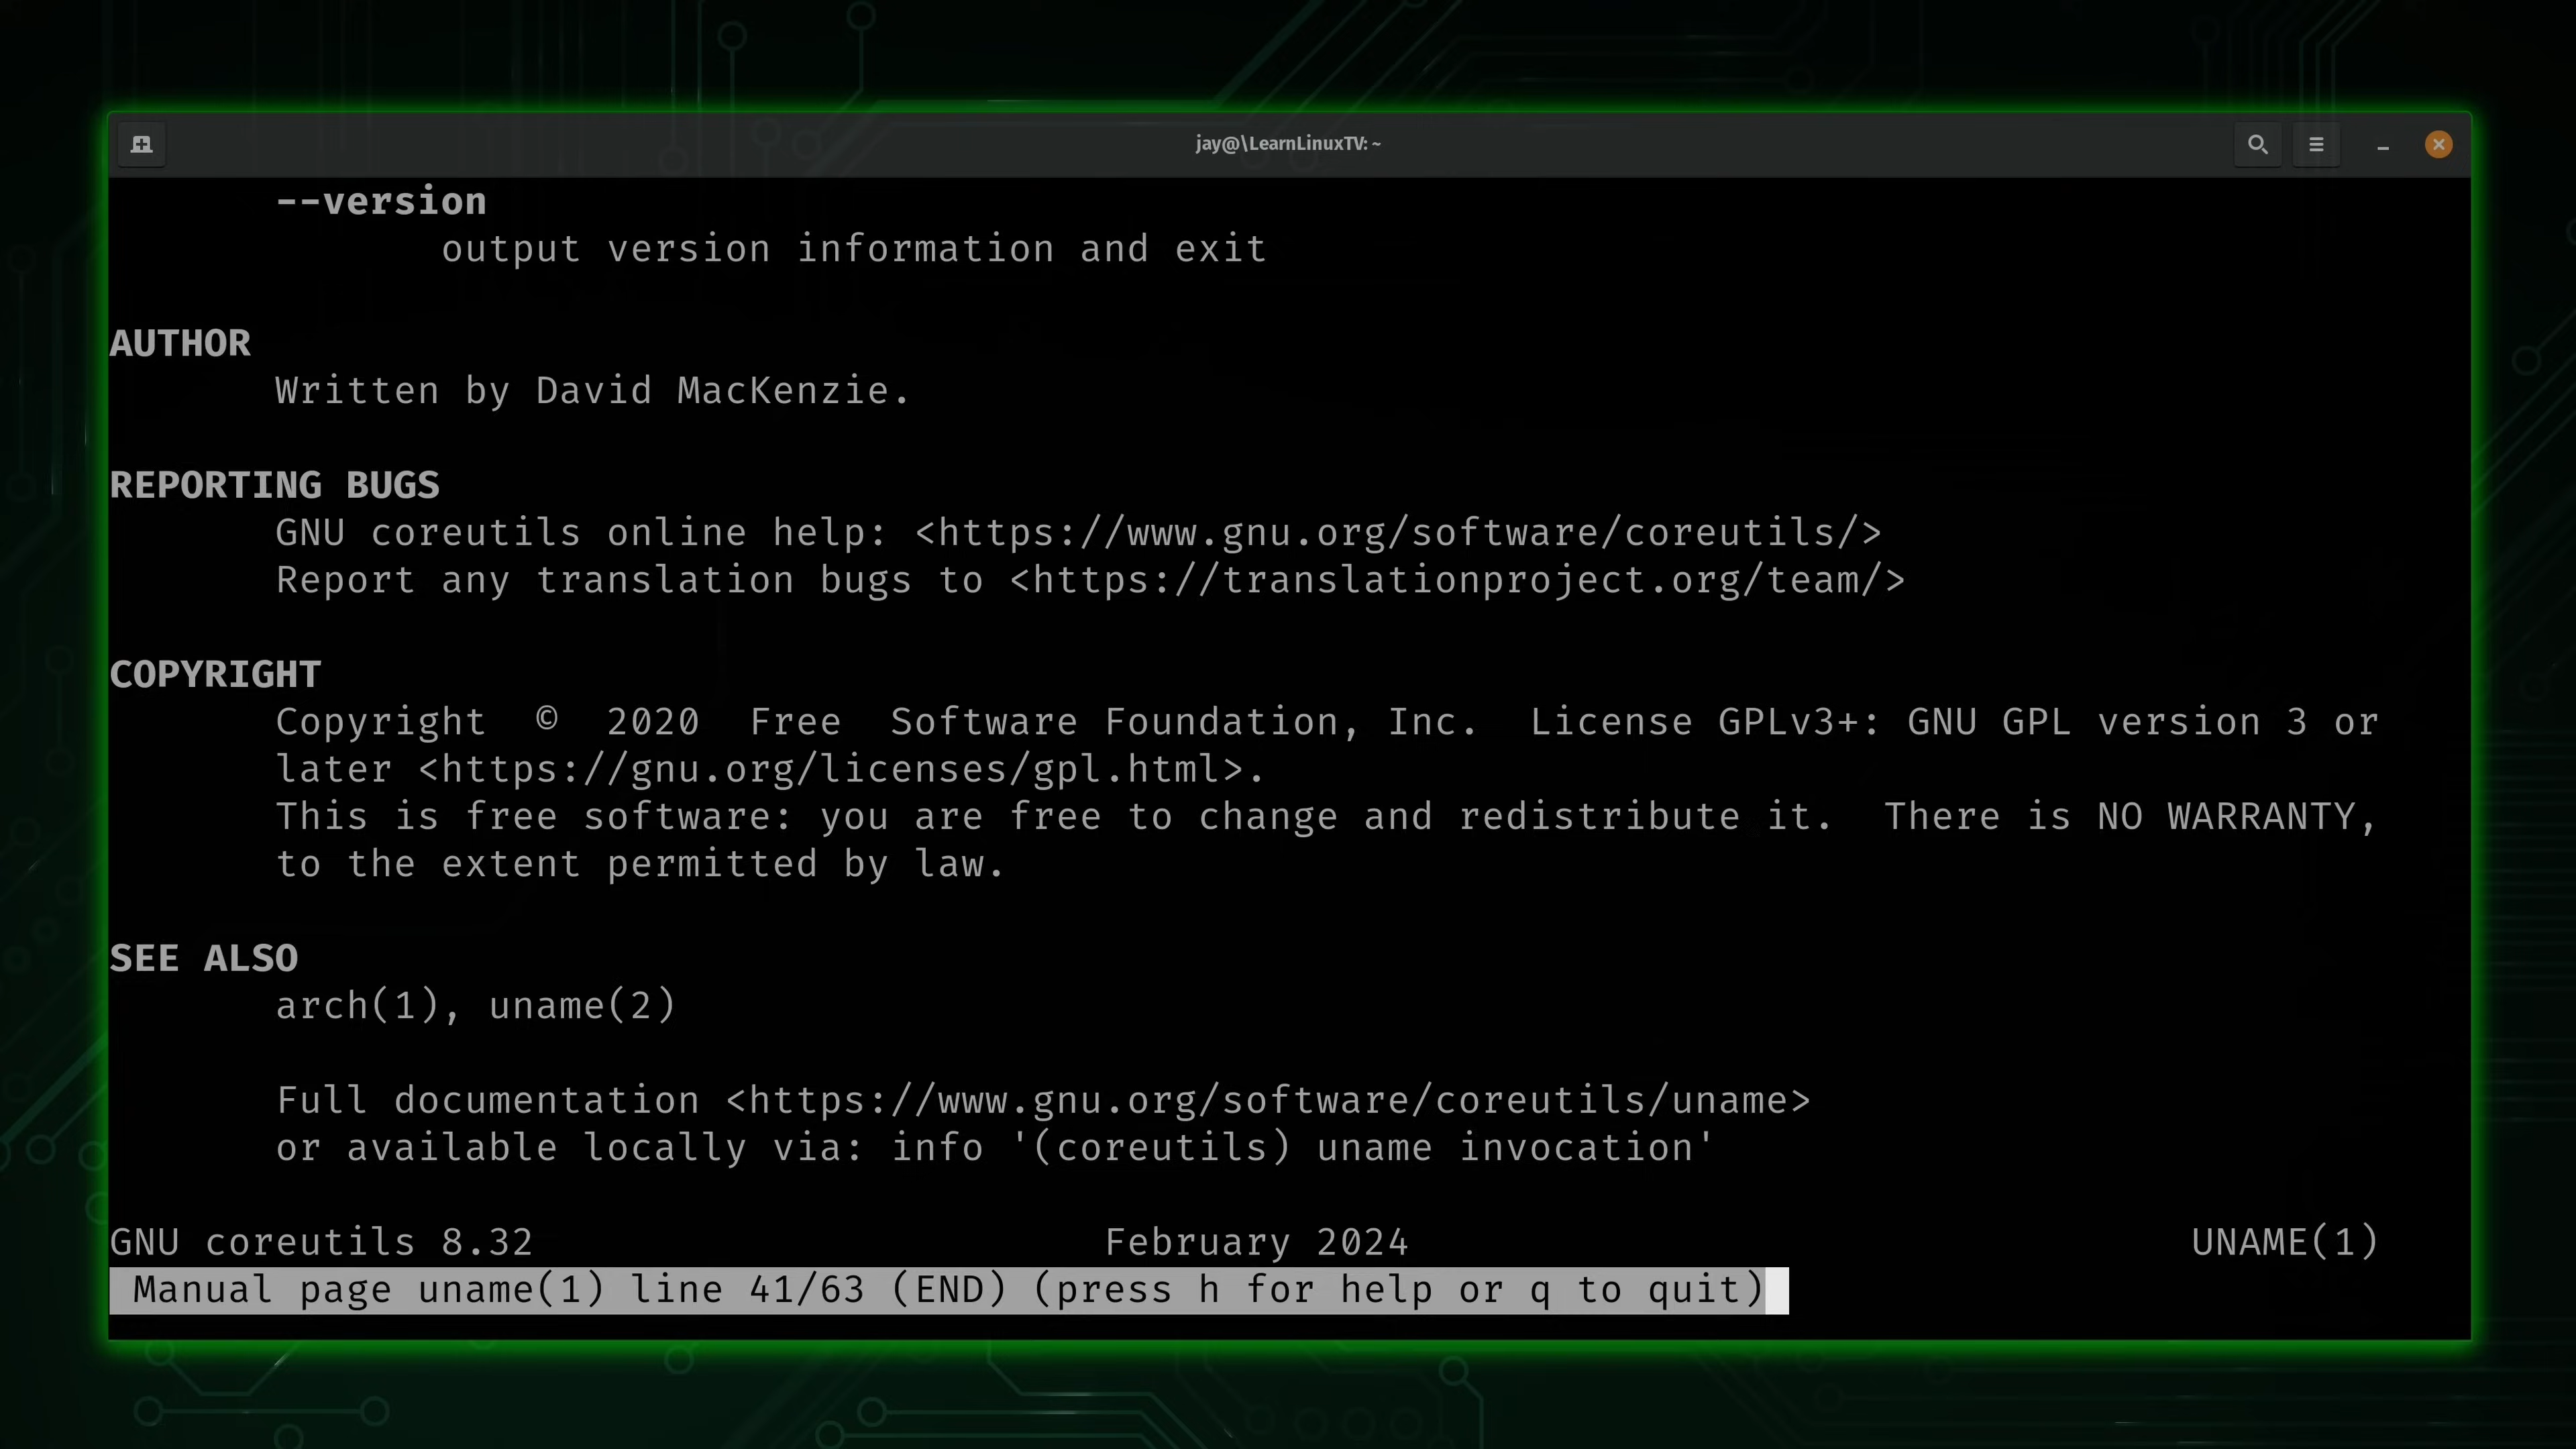 jay@\LearnLinuxTV: ~
--version
output version information and exit
AUTHOR
Written by David MacKenzie.
REPORTING BUGS
GNU coreutils online help: <https://www.gnu.org/software/coreutils/>
Report any translation bugs to <https://translationproject.org/team/>
COPYRIGHT
Copyright © 2020 Free Software Foundation, Inc. License GPLv3+: GNU GPL version 3 or
later <https://gnu.org/licenses/gpl.html>.
This is free software: you are free to change and redistribute it. There is NO WARRANTY,
to the extent permitted by law.
SEE ALSO
arch(1), uname(2)
Full documentation <https://www.gnu.org/software/coreutils/uname>
or available locally via: info '(coreutils) uname invocation'
GNU coreutils 8.32 February 2024 UNAME(1)
Manual page uname(1) line 41/63 (END) (press h for help or q to quit)